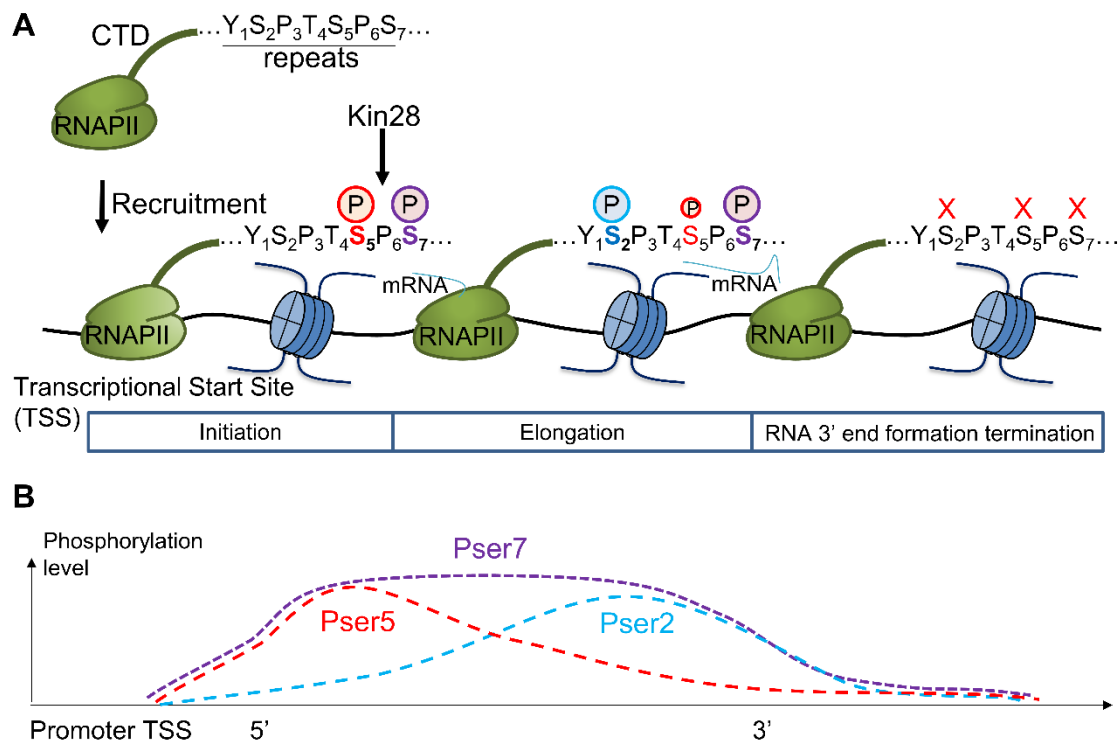 A
CTD
...Y₁S₂P₃T₄S₅P₆S₇...
repeats
RNAPII
Kin28
Recruitment
P P
...Y₁S₂P₃T₄S₅P₆S₇...
P P P
...Y₁S₂P₃T₄S₅P₆S₇...
X X X
...Y₁S₂P₃T₄S₅P₆S₇...
mRNA
mRNA
RNAPII
RNAPII
RNAPII
Transcriptional Start Site
(TSS)
Initiation
Elongation
RNA 3' end formation termination
B
Phosphorylation
level
Pser7
Pser5
Pser2
Promoter TSS 5' 3'